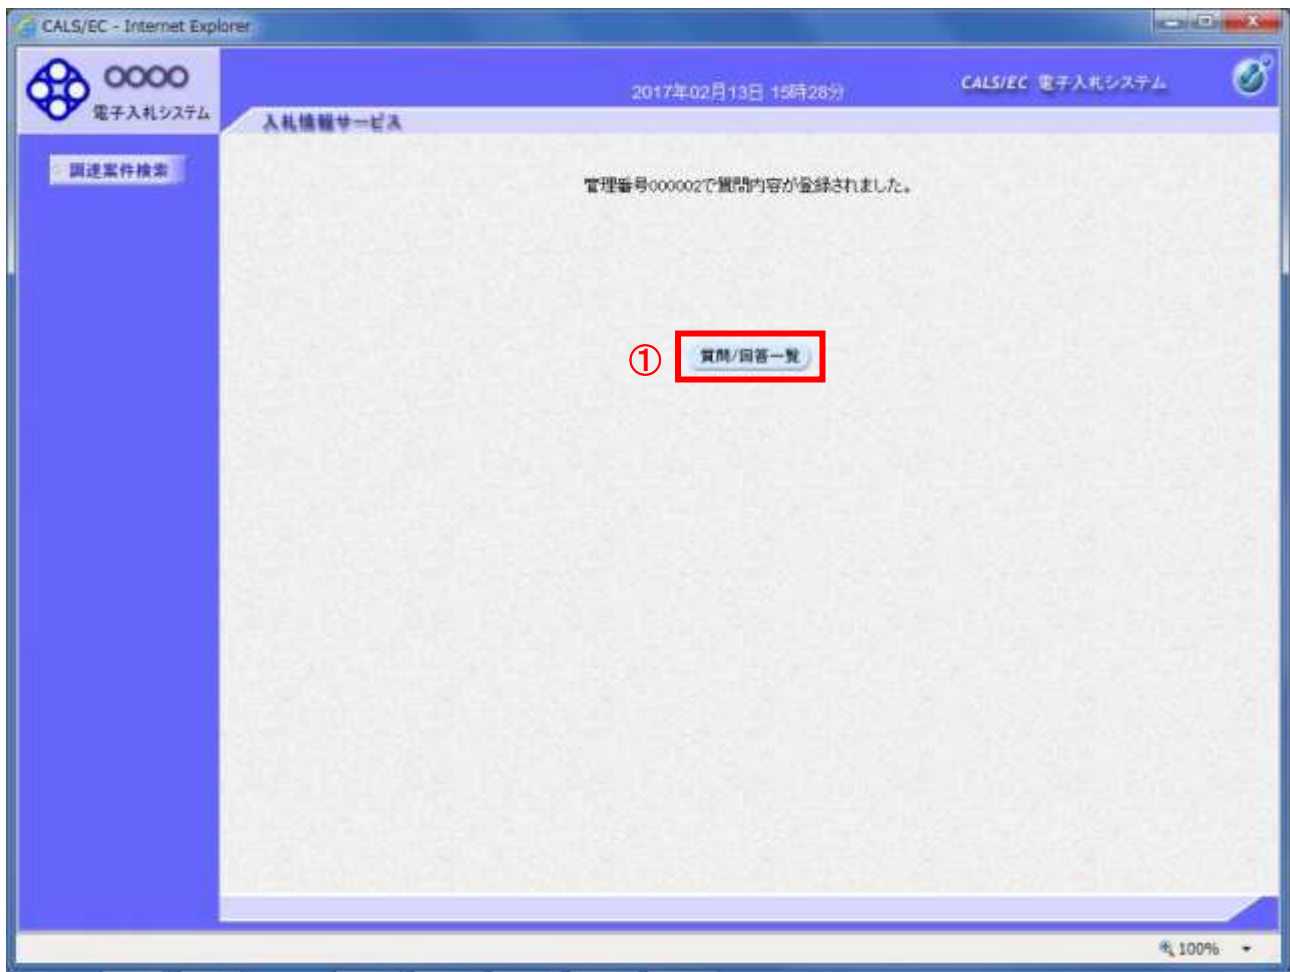 CALS/EC - Internet Explorer
○○○○
電子入札システム
2017年02月13日 15時28分
CALS/EC 電子入札システム
入札情報サービス
調達案件検索
管理番号000002で質問内容が登録されました。
① 質問/回答一覧
100%